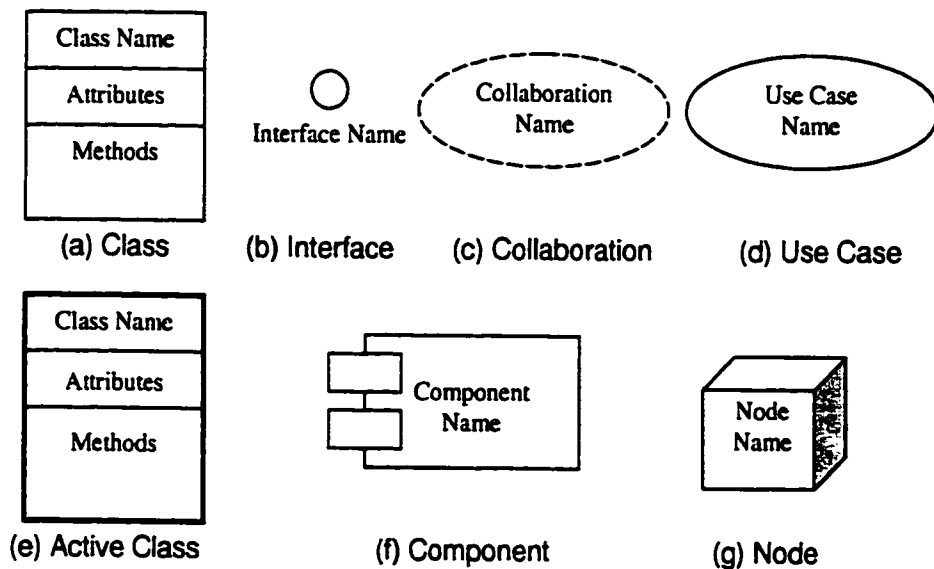 Class Name
Attributes
Methods
(a) Class
Interface Name
(b) Interface
Collaboration
Name
(c) Collaboration
Use Case
Name
(d) Use Case
Class Name
Attributes
Methods
(e) Active Class
Component
Name
(f) Component
Node
Name
(g) Node